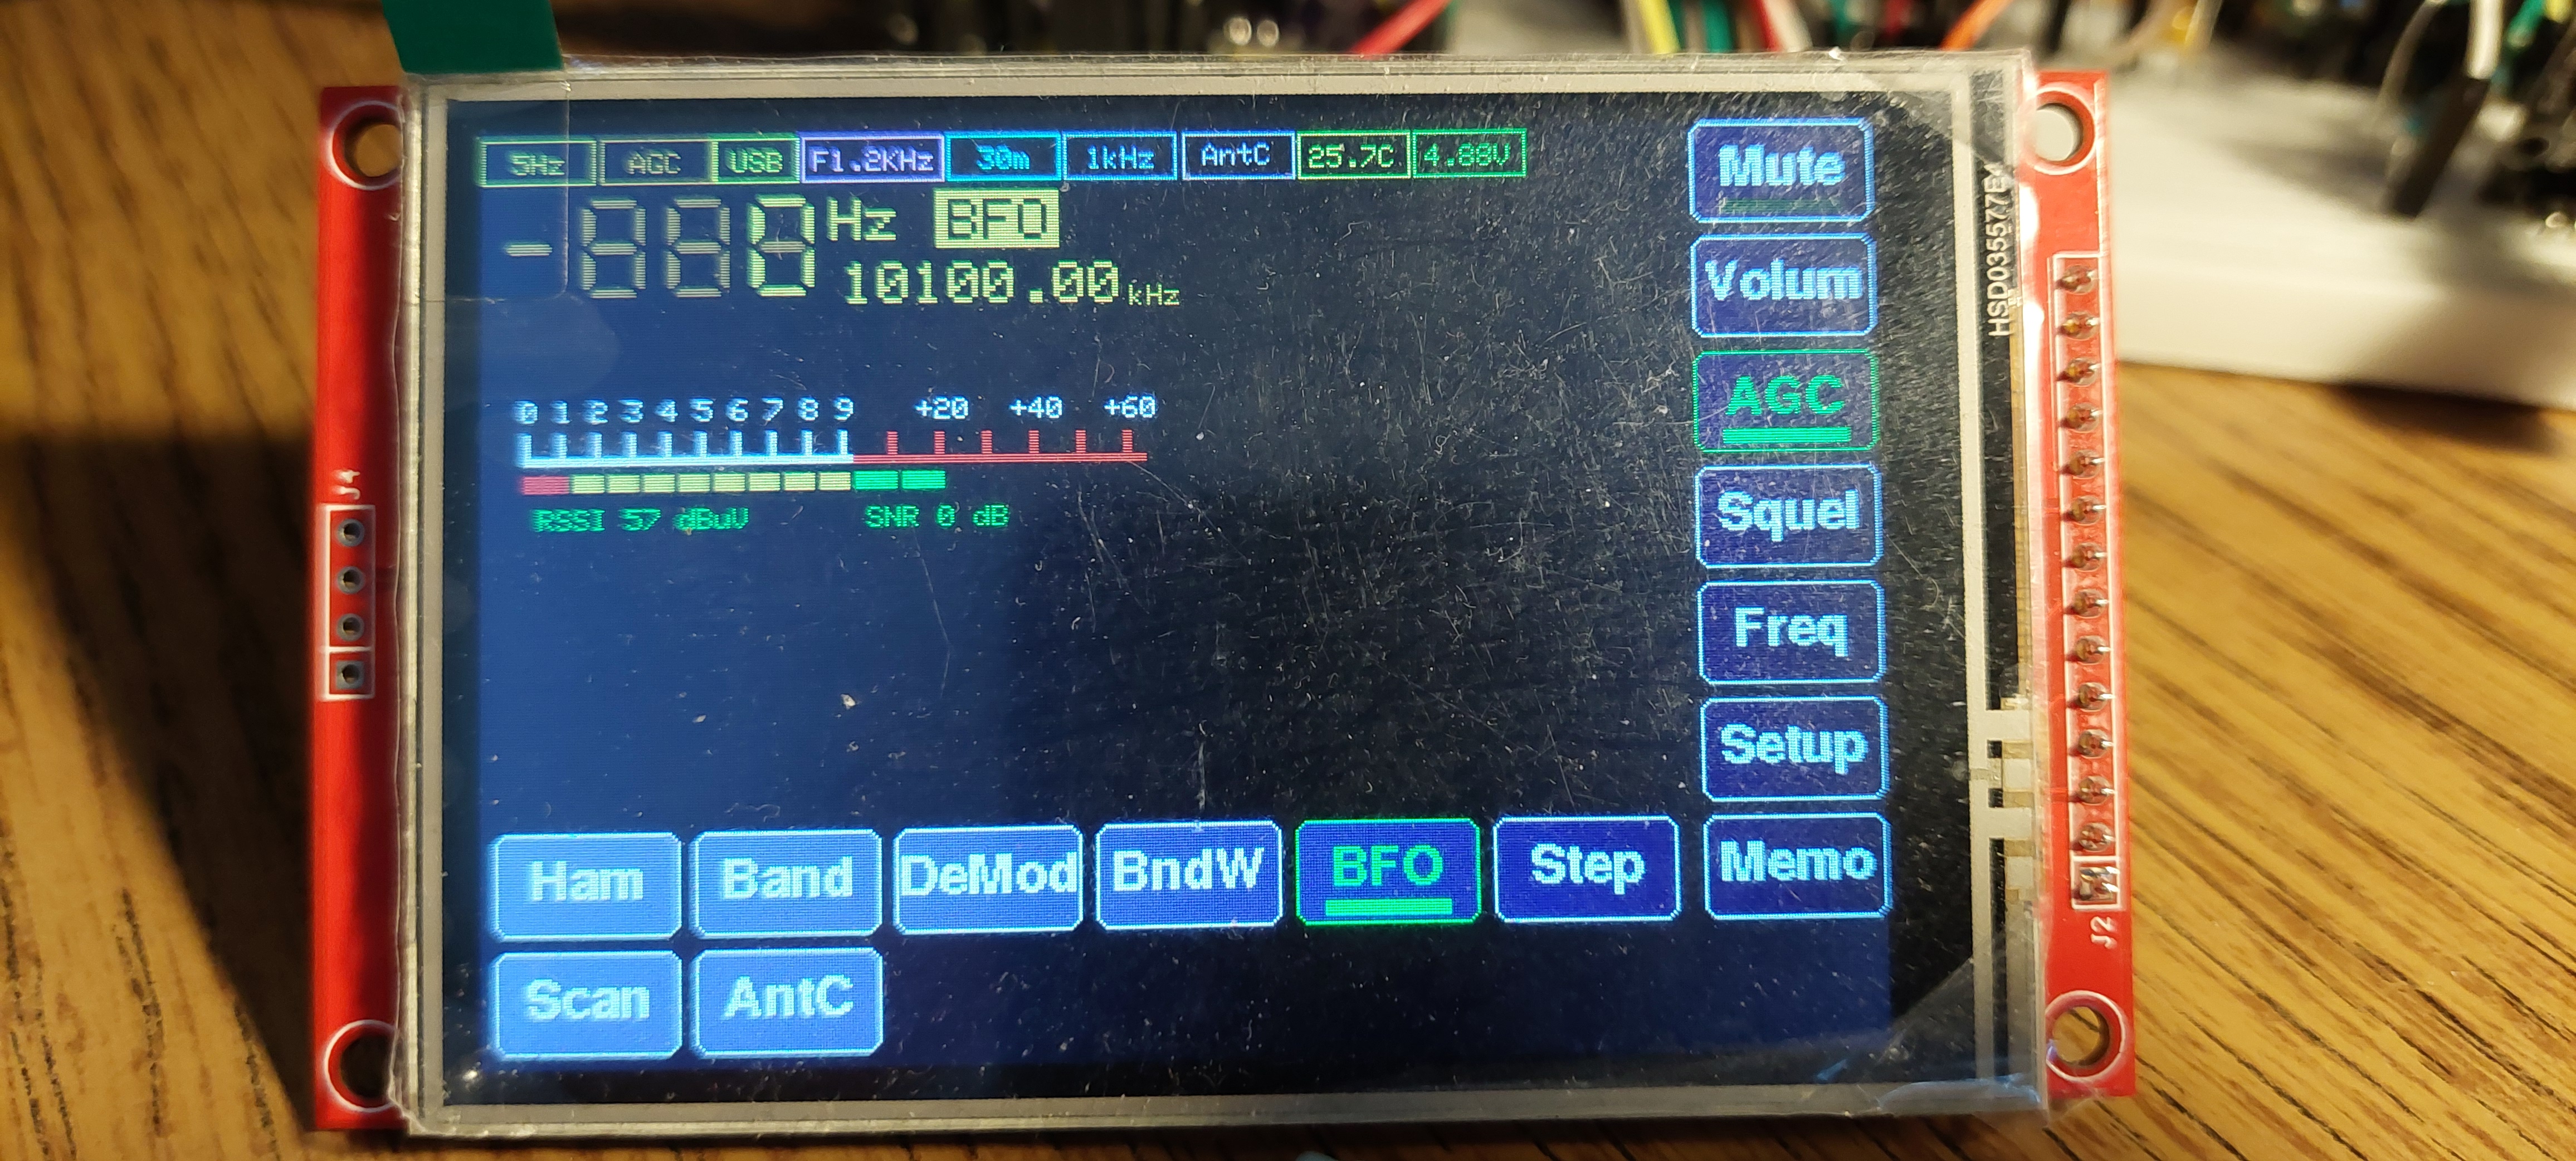 5Hz AGC USB F1.2KHz 30m 1kHz AntC 25.7C 4.88V
Mute
-0 Hz BFO
10100.00 kHz
Volum
0 1 2 3 4 5 6 7 8 9 +20 +40 +60
AGC
RSSI 57 dBuV SNR 0 dB
Squel
Freq
Setup
Ham Band DeMod BndW BFO Step Memo
Scan AntC
J4
J2